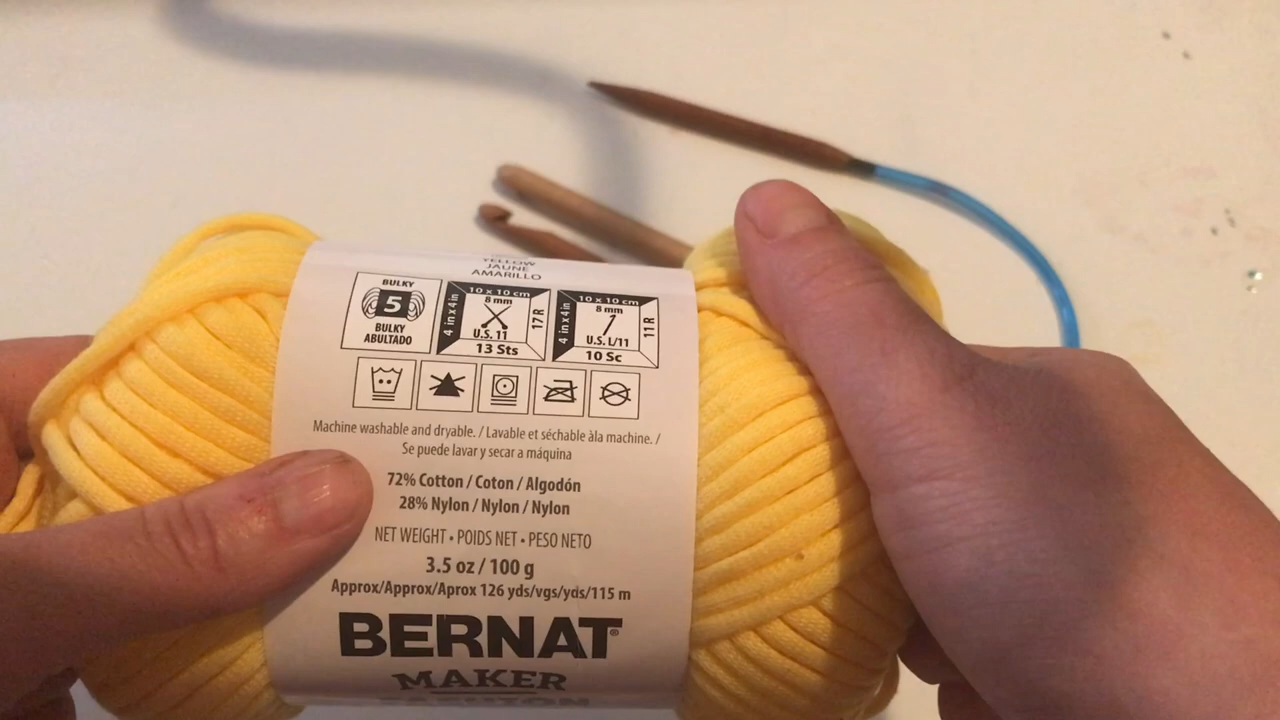 YELLOW
JAUNE
AMARILLO
BULKY
5
BULKY
ABULTADO
10 x 10 cm
4 in x 4 in
8 mm
U.S. 11
17 R
13 Sts
10 x 10 cm
4 in x 4 in
8 mm
U.S. L/11
11 R
10 Sc
Machine washable and dryable. / Lavable et séchable àla machine. /
Se puede lavar y secar a máquina
72% Cotton / Coton / Algodón
28% Nylon / Nylon / Nylon
NET WEIGHT • POIDS NET • PESO NETO
3.5 oz / 100 g
Approx/Approx/Aprox 126 yds/vgs/yds/115 m
BERNAT®
MAKER